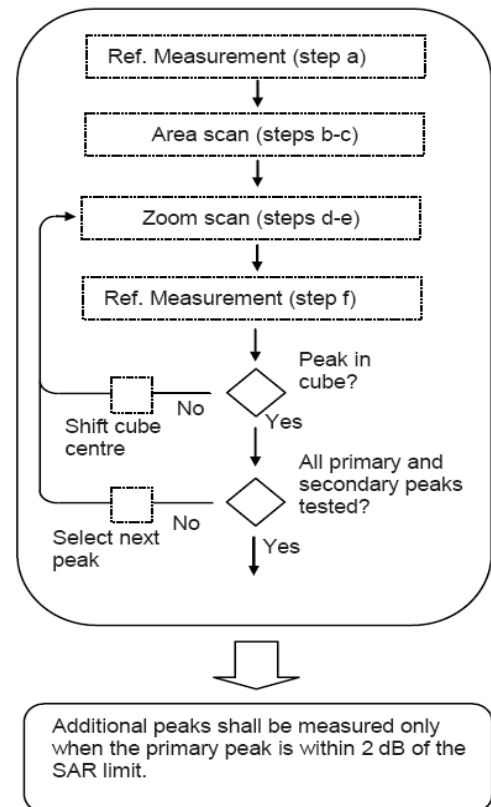 Ref. Measurement (step a)
Area scan (steps b-c)
Zoom scan (steps d-e)
Ref. Measurement (step f)
Peak in
cube?
No
Yes
Shift cube
centre
All primary and
secondary peaks
tested?
No
Yes
Select next
peak
Additional peaks shall be measured only
when the primary peak is within 2 dB of the
SAR limit.